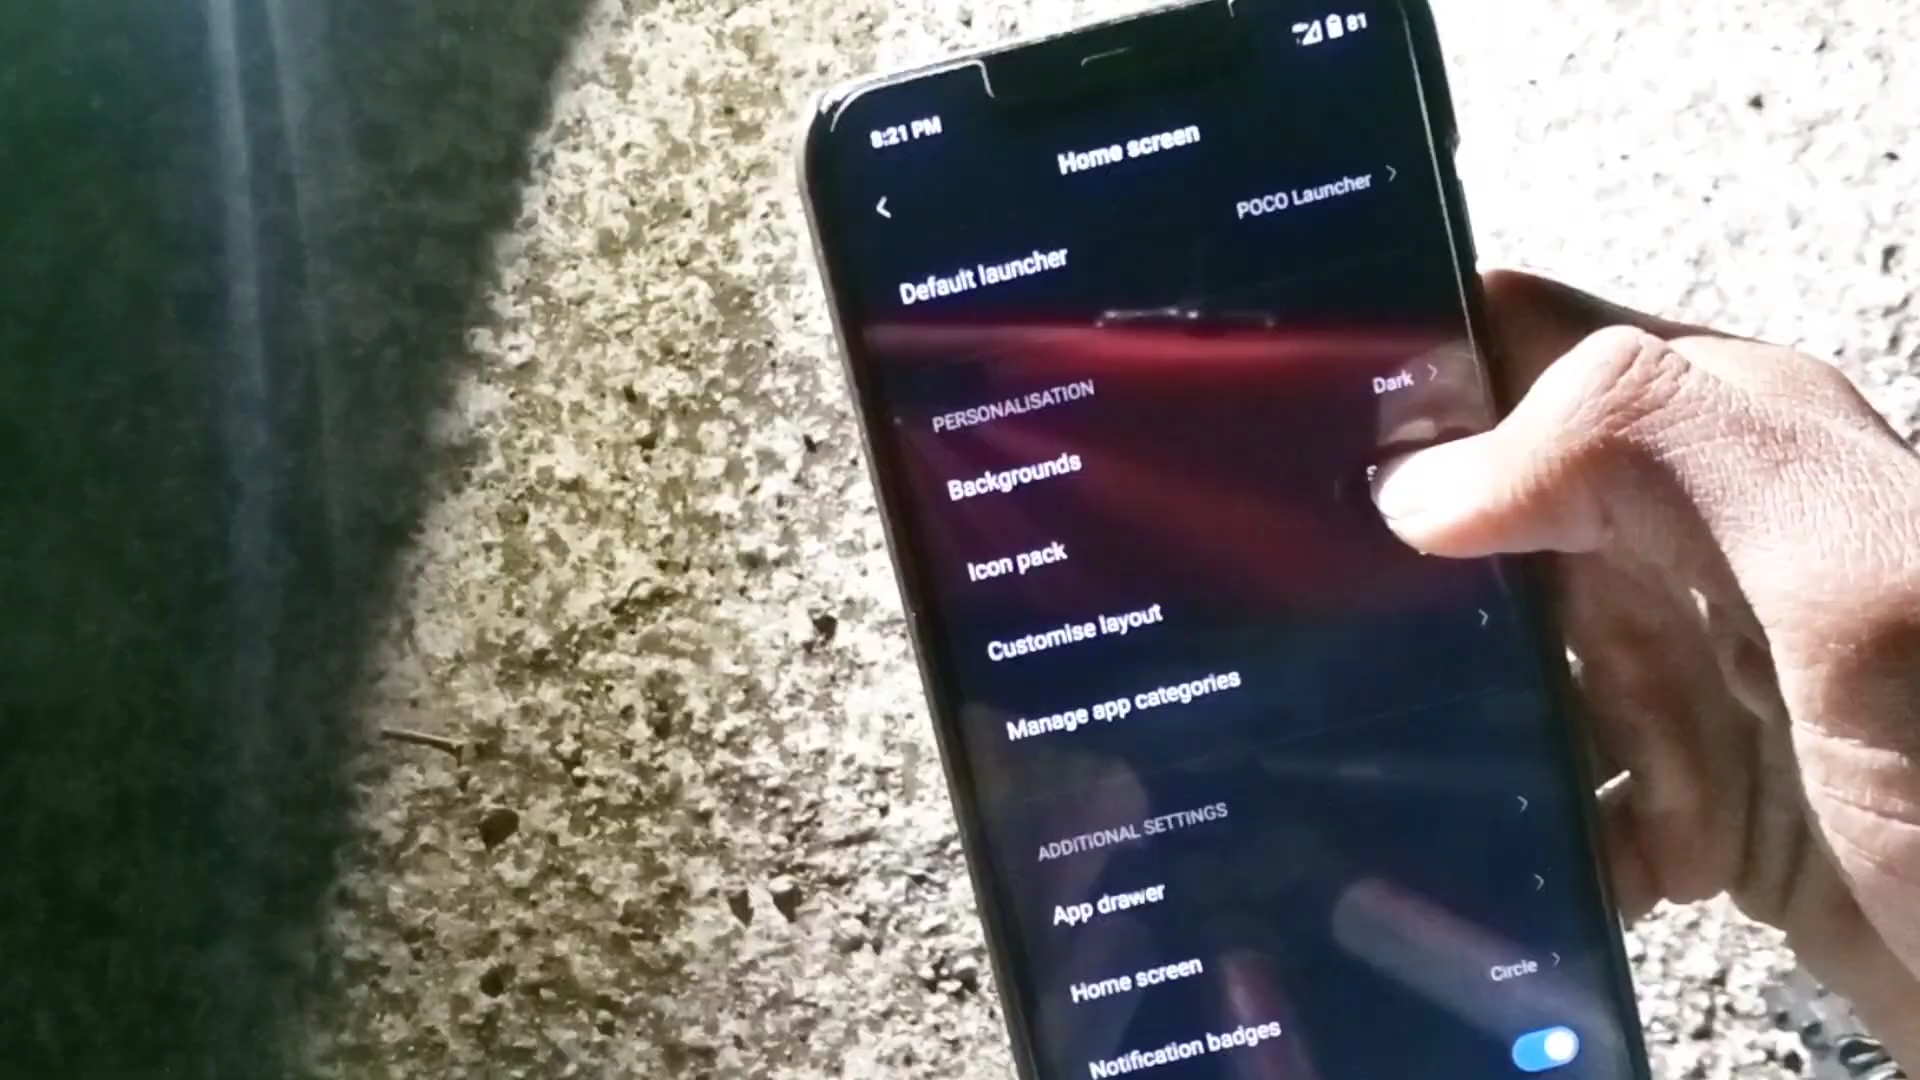 81
8:21 PM
Home screen
Default launcher
POCO Launcher
PERSONALISATION
Backgrounds
Dark
Icon pack
Customise layout
Manage app categories
ADDITIONAL SETTINGS
App drawer
Home screen
Notification badges
Circle